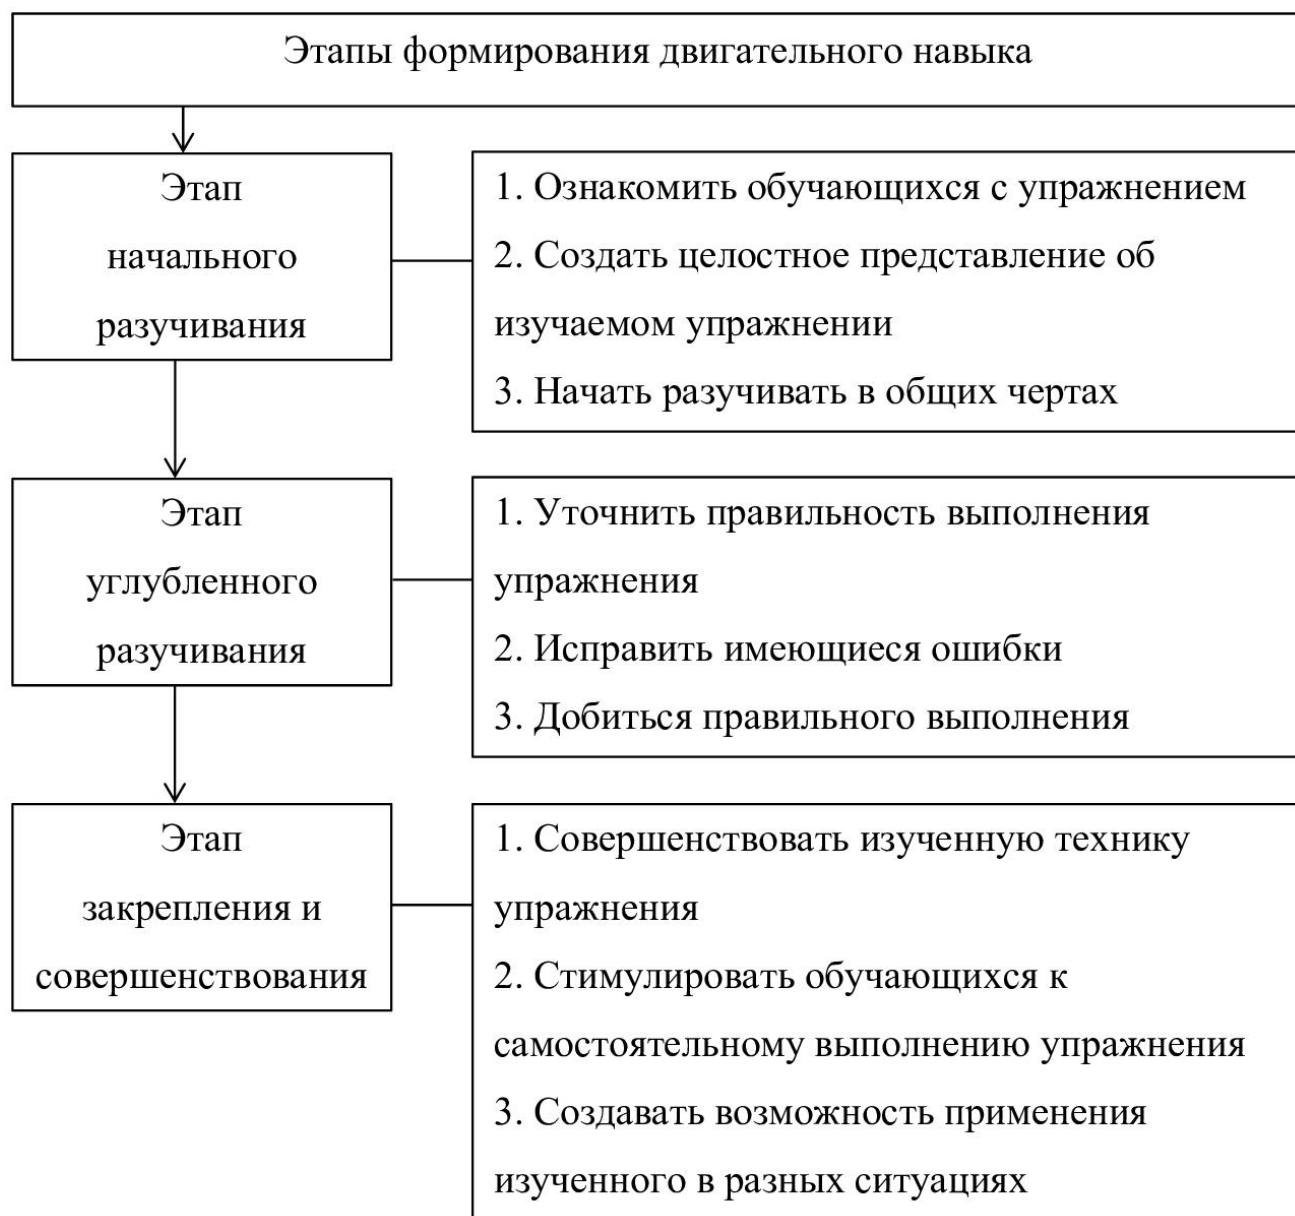 Этапы формирования двигательного навыка
Этап
начального
разучивания
1. Ознакомить обучающихся с упражнением
2. Создать целостное представление об
изучаемом упражнении
3. Начать разучивать в общих чертах
Этап
углубленного
разучивания
1. Уточнить правильность выполнения
упражнения
2. Исправить имеющиеся ошибки
3. Добиться правильного выполнения
Этап
закрепления и
совершенствования
1. Совершенствовать изученную технику
упражнения
2. Стимулировать обучающихся к
самостоятельному выполнению упражнения
3. Создавать возможность применения
изученного в разных ситуациях